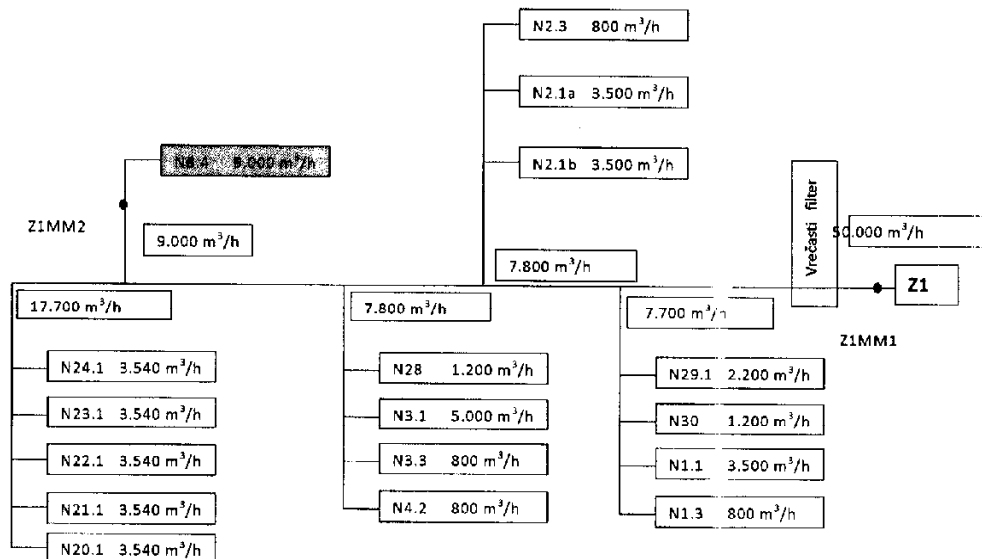 N2.3 800 m³/h
N2.1a 3.500 m³/h
N2.1b 3.500 m³/h
9.000 m³/h
Z1MM2
9.000 m³/h
7.800 m³/h
Vrečasti filter
50.000 m³/h
Z1
Z1MM1
17.700 m³/h
7.800 m³/h
7.700 m³/h
N24.1 3.540 m³/h
N23.1 3.540 m³/h
N22.1 3.540 m³/h
N21.1 3.540 m³/h
N20.1 3.540 m³/h
N28 1.200 m³/h
N3.1 5.000 m³/h
N3.3 800 m³/h
N4.2 800 m³/h
N29.1 2.200 m³/h
N30 1.200 m³/h
N1.1 3.500 m³/h
N1.3 800 m³/h